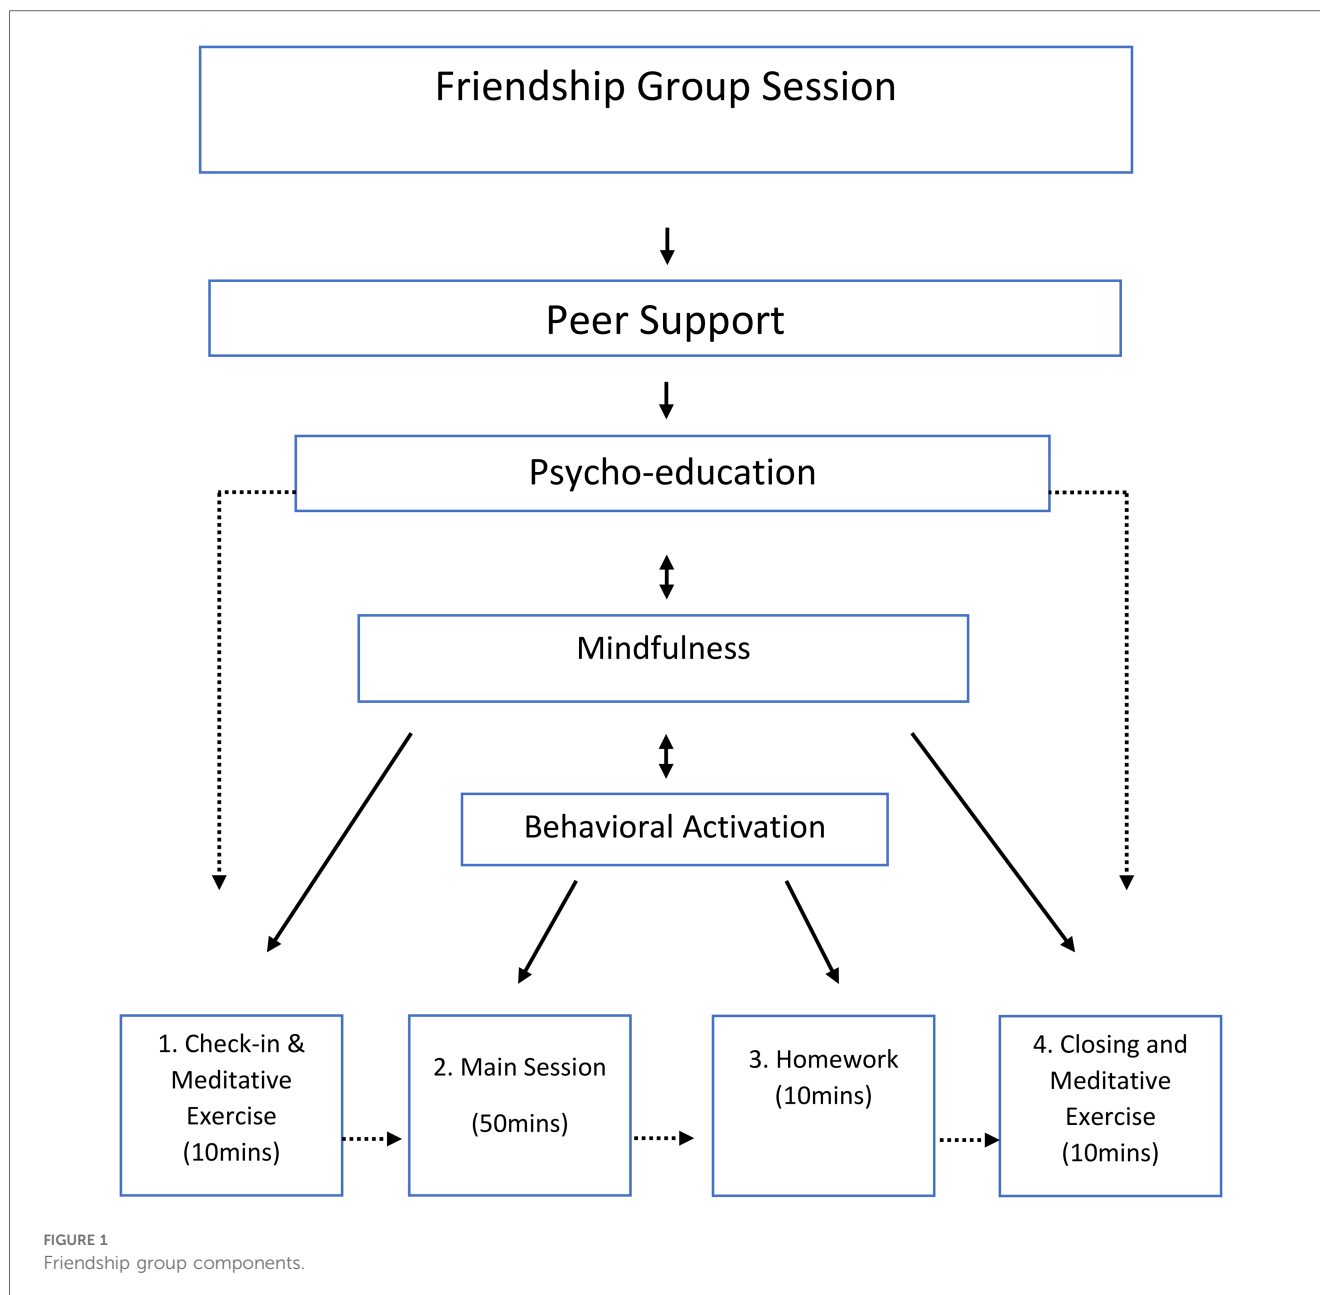 Friendship Group Session
Peer Support
Psycho-education
Mindfulness
Behavioral Activation
1. Check-in &
Meditative
Exercise
(10mins)
2. Main Session
(50mins)
3. Homework
(10mins)
4. Closing and
Meditative
Exercise
(10mins)
FIGURE 1
Friendship group components.